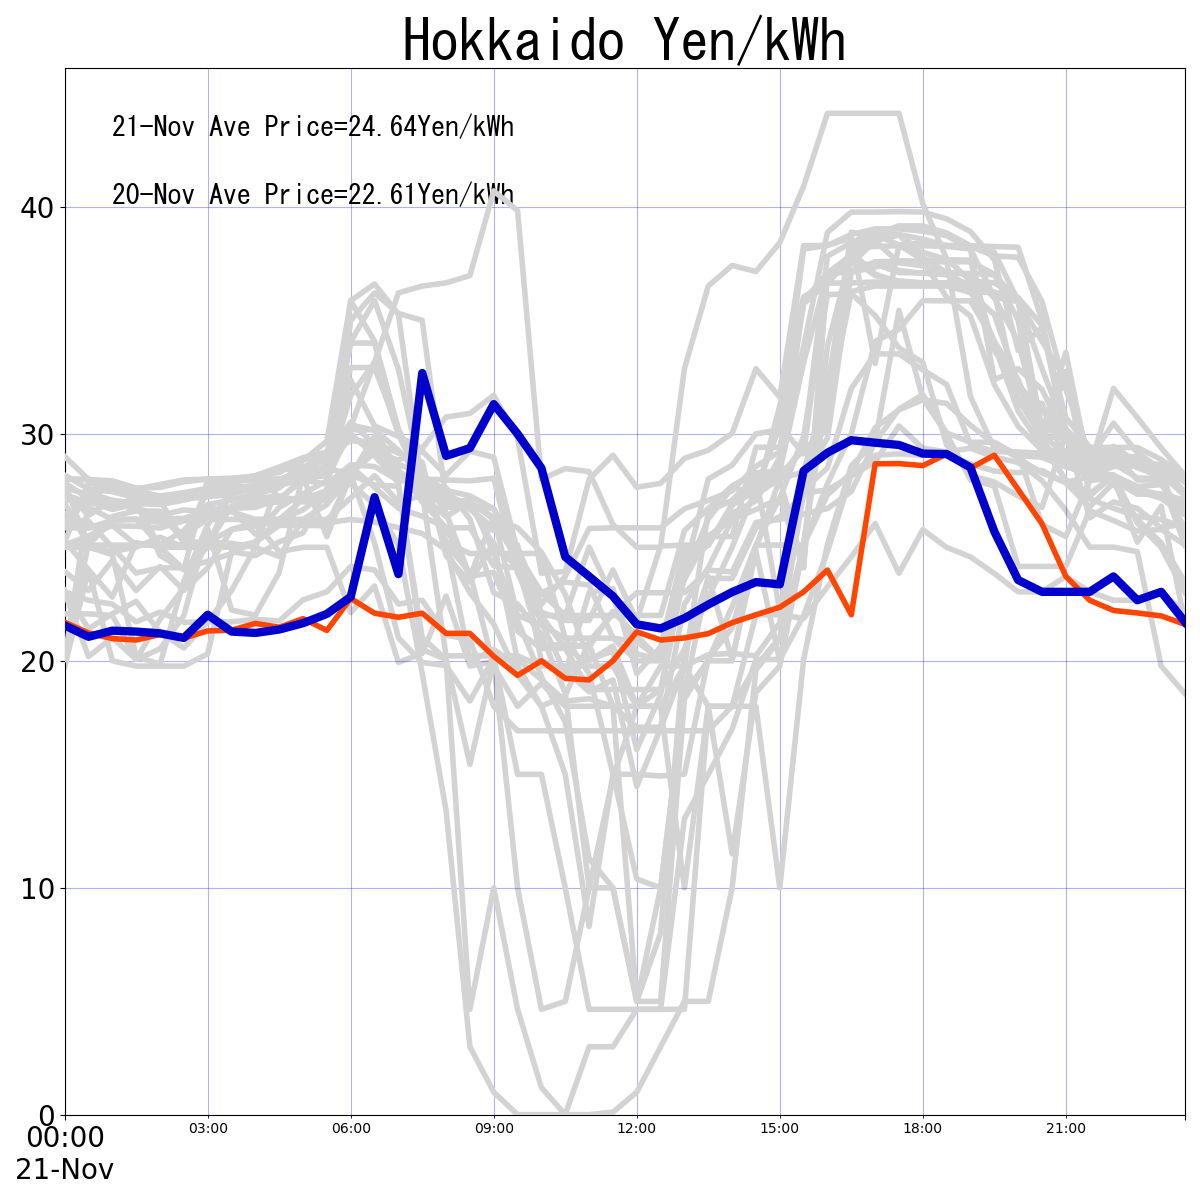 Hokkaido Yen/kWh
21-Nov Ave Price=24.64Yen/kWh
20-Nov Ave Price=22.61Yen/kWh
40
30
20
10
0
00:00 03:00 06:00 09:00 12:00 15:00 18:00 21:00
21-Nov